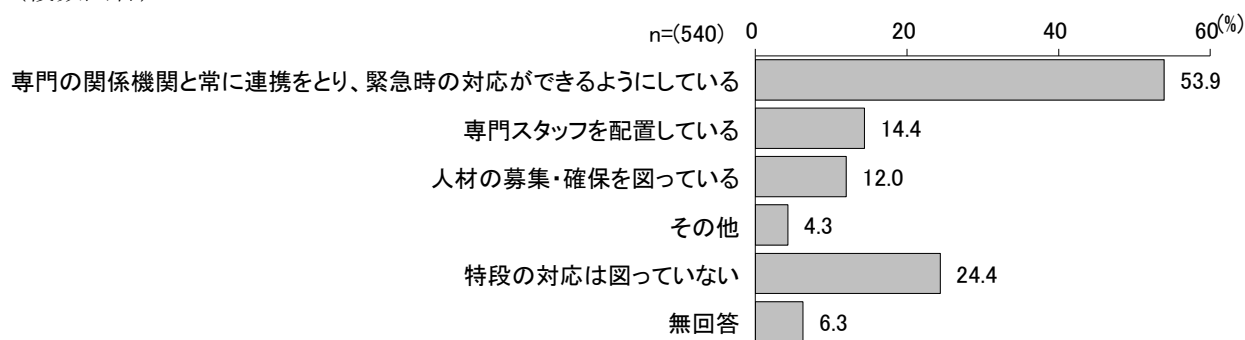 n=(540) 0 20 40 60(%)
専門の関係機関と常に連携をとり、緊急時の対応ができるようにしている 53.9
専門スタッフを配置している 14.4
人材の募集・確保を図っている 12.0
その他 4.3
特段の対応は図っていない 24.4
無回答 6.3